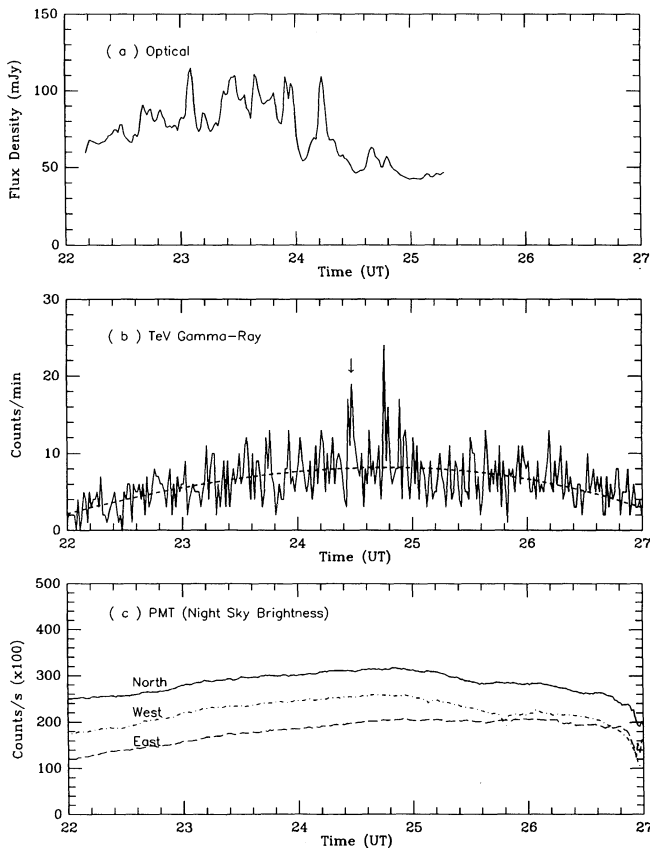 150
( a ) Optical
100
Flux Density (mJy)
50
0
22 23 24 25 26 27
Time (UT)
30
( b ) TeV Gamma-Ray
20
Counts/min
10
0
22 23 24 25 26 27
Time (UT)
500
( c ) PMT (Night Sky Brightness)
400
300
North
Counts/s (x100)
200
West
East
100
0
22 23 24 25 26 27
Time (UT)